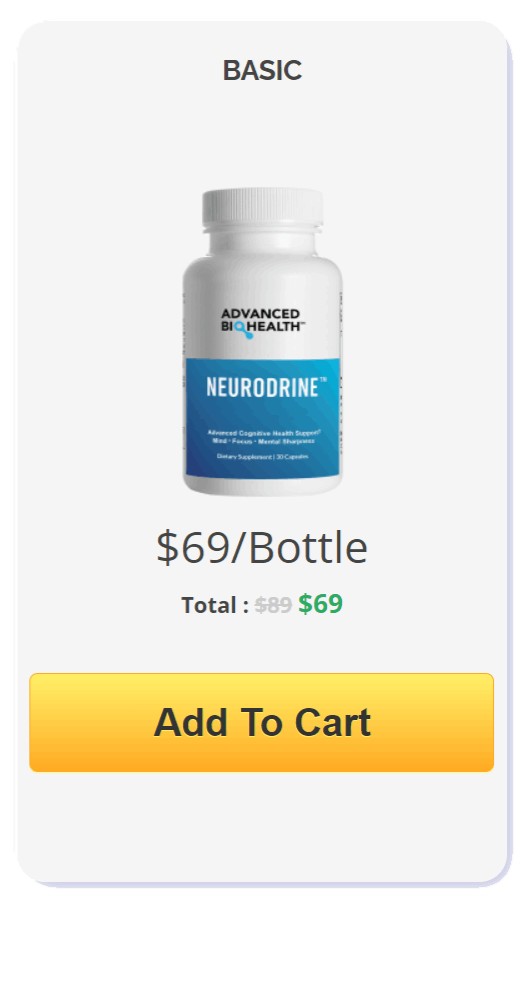 BASIC
ADVANCED
BIOHEALTH™
NEURODRINE™
Advanced Cognitive Health Support†
Mind • Focus • Mental Sharpness
Dietary Supplement | 30 Capsules
$69/Bottle
Total : $89 $69
Add To Cart